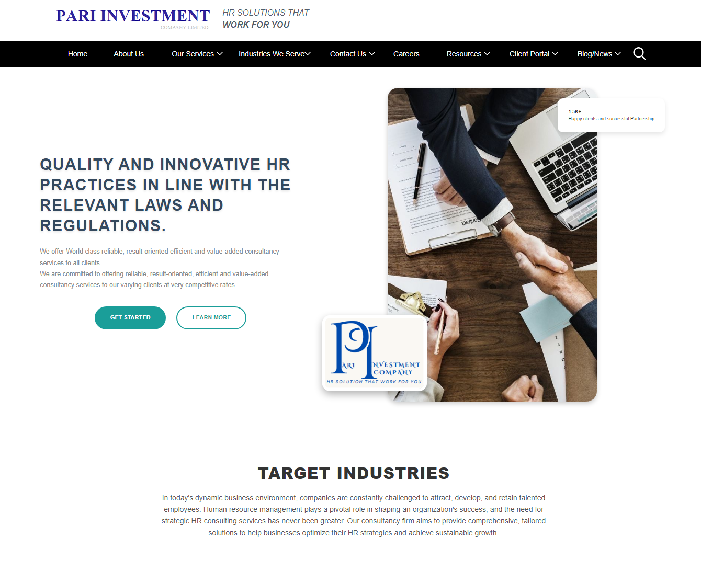 PARI INVESTMENT
HR SOLUTIONS THAT
WORK FOR YOU
Home About Us Our Services Industries We Serve Contact Us Careers Resources Client Portal Blog/News
QUALITY AND INNOVATIVE HR
PRACTICES IN LINE WITH THE
RELEVANT LAWS AND
REGULATIONS.
We offer World class reliable, result-oriented efficient and value-added consultancy
services to all clients.
We are committed in offering reliable, result-oriented, efficient and value-added
consultancy services to our varying clients at very competitive rates.
GET STARTED LEARN MORE
PARI INVESTMENT
COMPANY
HR SOLUTION THAT WORK FOR YOU
TARGET INDUSTRIES
In today's dynamic business environment, companies are constantly challenged to attract, develop, and retain talented
employees. Human resource management plays a pivotal role in shaping an organization's success, and the need for
strategic HR consulting services has never been greater. Our consultancy firm aims to provide comprehensive, tailored
solutions to help businesses optimize their HR strategies and achieve sustainable growth.